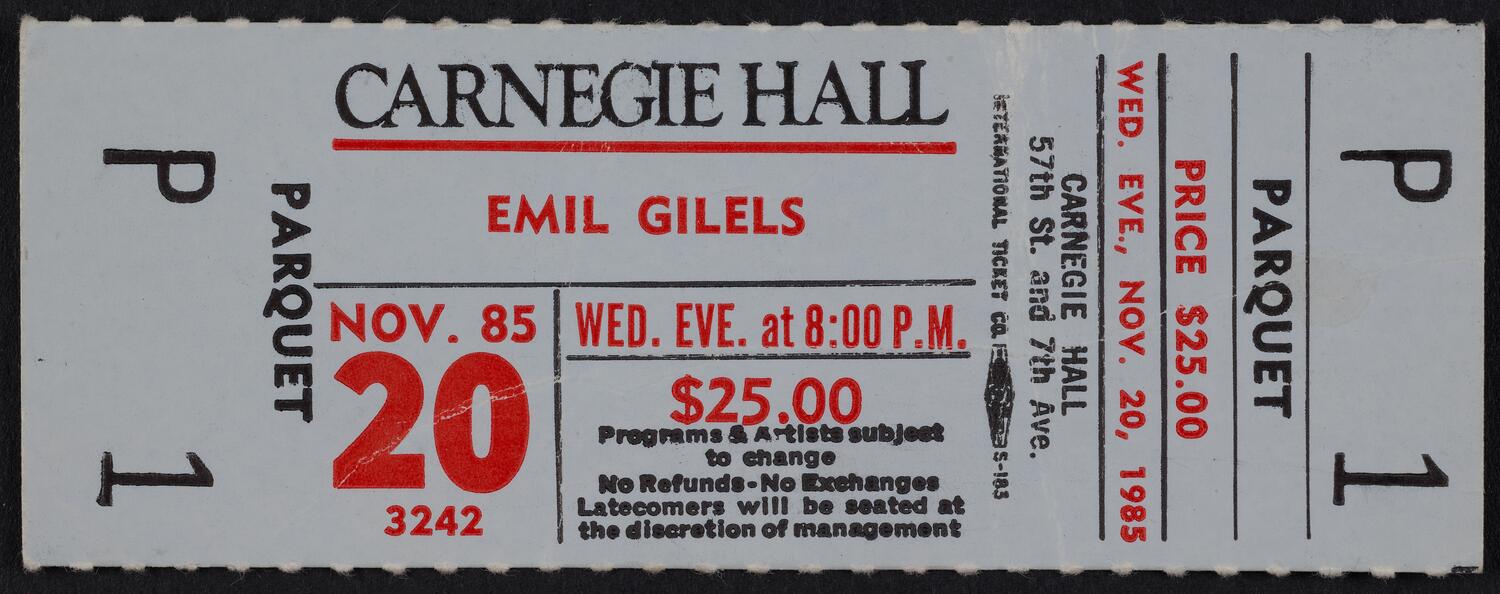 P
1
PARQUET
CARNEGIE HALL
EMIL GILELS
NOV. 85
20
3242
WED. EVE. at 8:00 P.M.
$25.00
Programs & Artists subject
to change
No Refunds - No Exchanges
Latecomers will be seated at
the discretion of management
INTERNATIONAL TICKET CO. S-183
CARNEGIE HALL
57th St. and 7th Ave.
WED. EVE., NOV. 20, 1985
PRICE $25.00
PARQUET
P
1